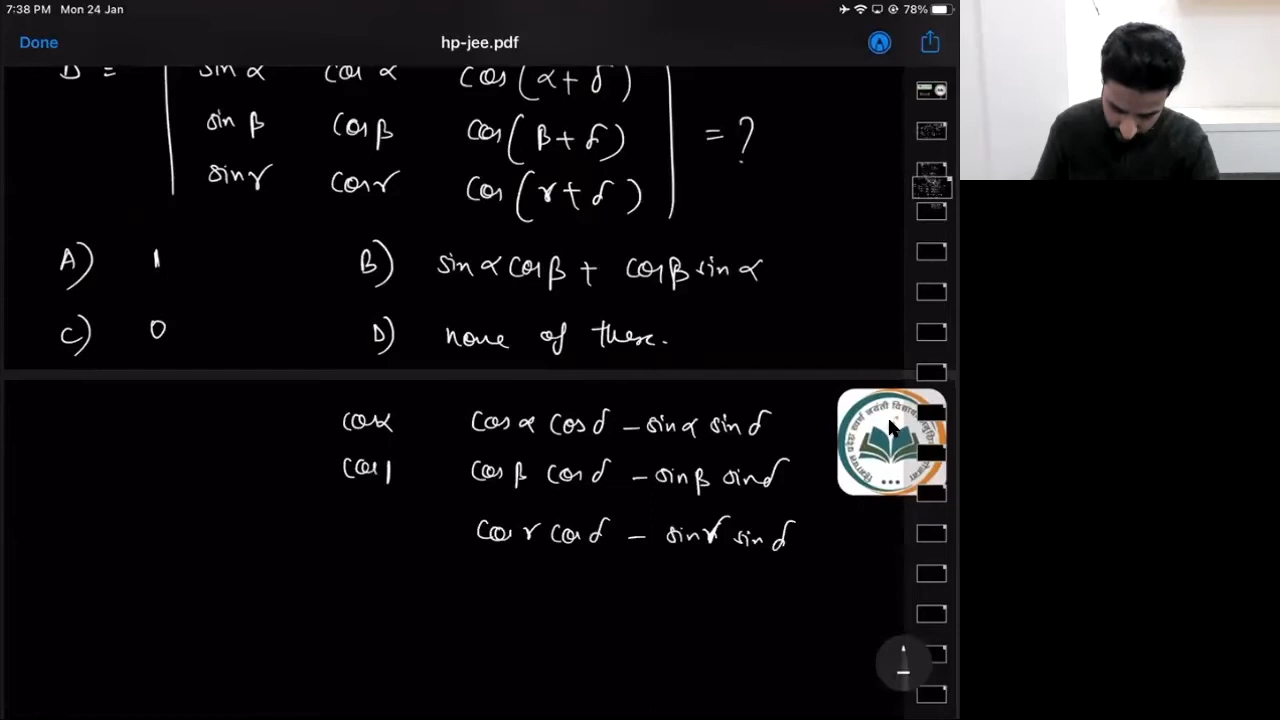 7:38 PM Mon 24 Jan 78%
Done hp-jee.pdf
D = | sin α cos α cos(α+δ) |
| sin β cos β cos(β+δ) | = ?
| sin γ cos γ cos(γ+δ) |
A) 1 B) sin α cos β + cos β sin α
C) 0 D) none of these.
cos α cos α cos δ – sin α sin δ
cos β cos δ – sin β sin δ
cos γ cos δ – sin γ sin δ